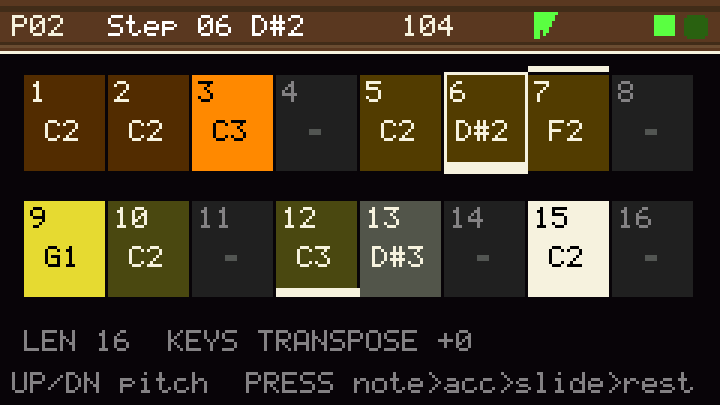 P02 Step 06 D#2 104
1 2 3 4 5 6 7 8
C2 C2 C3 - C2 D#2 F2 -
9 10 11 12 13 14 15 16
G1 C2 - C3 D#3 - C2 -
LEN 16 KEYS TRANSPOSE +0
UP/DN pitch PRESS note>acc>slide>rest